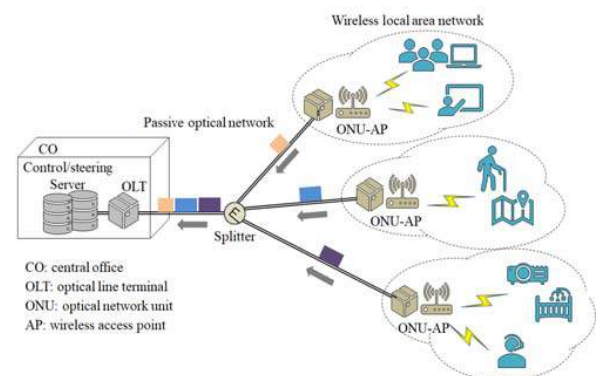 Wireless local area network
ONU-AP
Passive optical network
CO
Control/steering
Server
OLT
ONU-AP
E
Splitter
CO: central office
OLT: optical line terminal
ONU: optical network unit
AP: wireless access point
ONU-AP